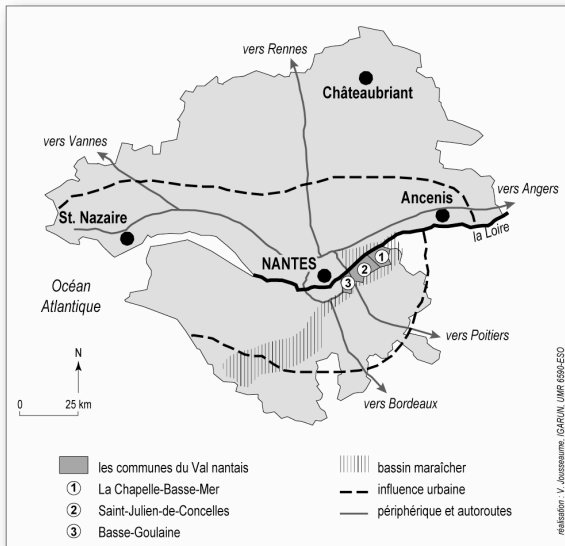 vers Rennes
Châteaubriant
vers Vannes
Ancenis
vers Angers
St. Nazaire
la Loire
NANTES
1
2
3
Océan
Atlantique
vers Poitiers
N
0 25 km
vers Bordeaux
les communes du Val nantais
1 La Chapelle-Basse-Mer
2 Saint-Julien-de-Concelles
3 Basse-Goulaine
bassin maraîcher
influence urbaine
périphérique et autoroutes
réalisation : V. Jousseaume, IGARUN, UMR 6590-ESO